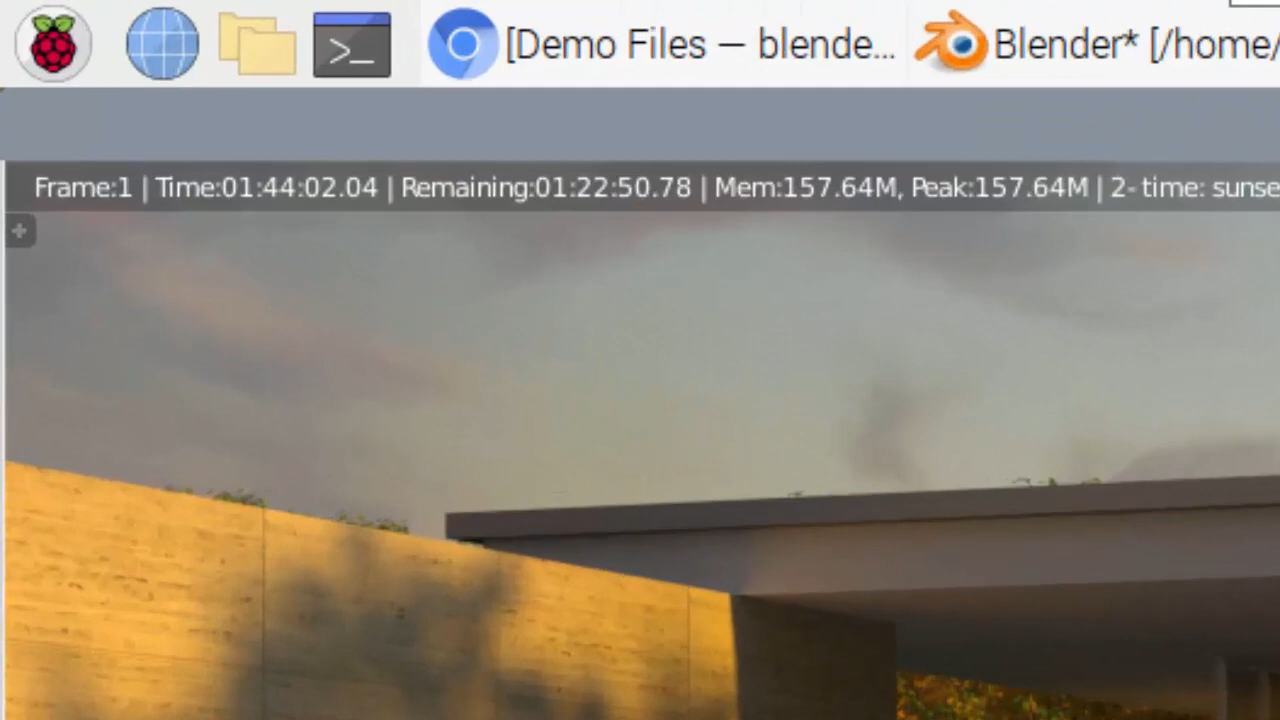 >_ [Demo Files – blende... Blender* [/home/
Frame:1 | Time:01:44:02.04 | Remaining:01:22:50.78 | Mem:157.64M, Peak:157.64M | 2- time: sunse